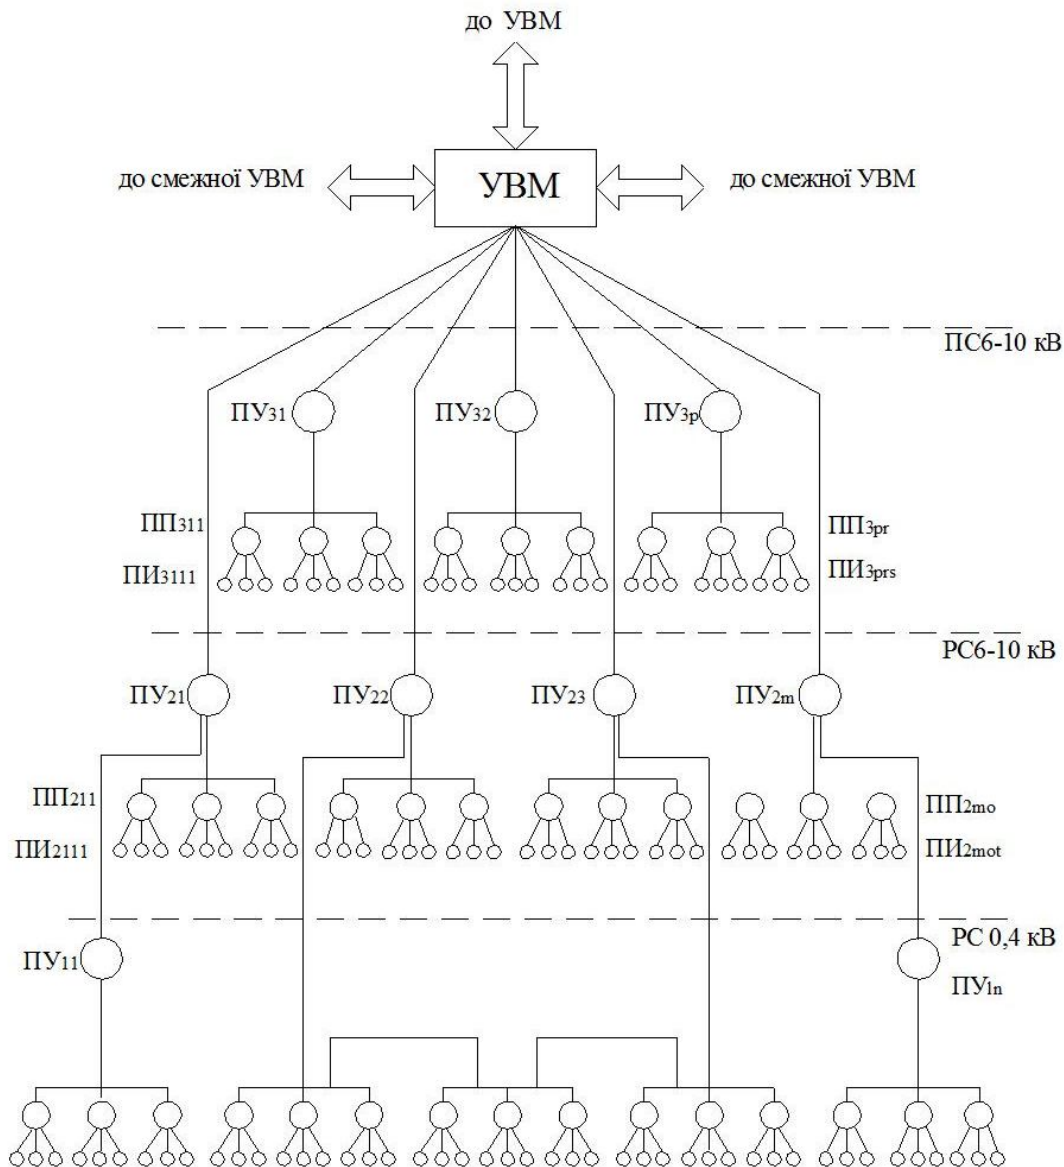 до УВМ
до смежної УВМ
УВМ
до смежної УВМ
ПС6-10 кВ
ПУ31
ПУ32
ПУ3р
ПП311
ПП3pr
ПИ3111
ПИ3prs
РС6-10 кВ
ПУ21
ПУ22
ПУ23
ПУ2m
ПП211
ПП2mo
ПИ2111
ПИ2mot
РС 0,4 кВ
ПУ11
ПУ1n